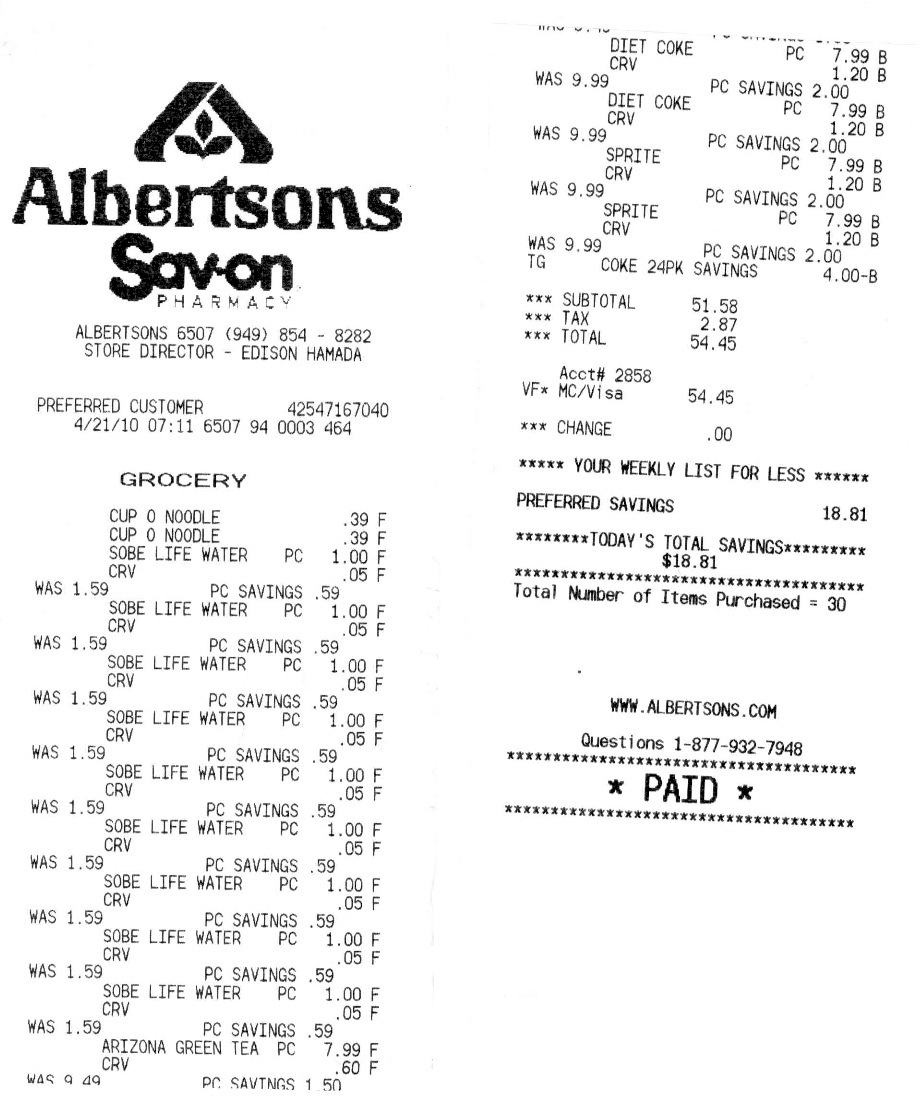 Albertsons
Sav-on
PHARMACY
ALBERTSONS 6507 (949) 854 - 8282
STORE DIRECTOR - EDISON HAMADA
PREFERRED CUSTOMER 42547167040
4/21/10 07:11 6507 94 0003 464
GROCERY
CUP O NOODLE .39 F
CUP O NOODLE .39 F
SOBE LIFE WATER PC 1.00 F
CRV .05 F
WAS 1.59 PC SAVINGS .59
SOBE LIFE WATER PC 1.00 F
CRV .05 F
WAS 1.59 PC SAVINGS .59
SOBE LIFE WATER PC 1.00 F
CRV .05 F
WAS 1.59 PC SAVINGS .59
SOBE LIFE WATER PC 1.00 F
CRV .05 F
WAS 1.59 PC SAVINGS .59
SOBE LIFE WATER PC 1.00 F
CRV .05 F
WAS 1.59 PC SAVINGS .59
SOBE LIFE WATER PC 1.00 F
CRV .05 F
WAS 1.59 PC SAVINGS .59
SOBE LIFE WATER PC 1.00 F
CRV .05 F
WAS 1.59 PC SAVINGS .59
SOBE LIFE WATER PC 1.00 F
CRV .05 F
WAS 1.59 PC SAVINGS .59
SOBE LIFE WATER PC 1.00 F
CRV .05 F
WAS 1.59 PC SAVINGS .59
ARIZONA GREEN TEA PC 7.99 F
CRV .60 F
WAS 9.49 PC SAVINGS 1.50
DIET COKE PC 7.99 B
CRV 1.20 B
WAS 9.99 PC SAVINGS 2.00
DIET COKE PC 7.99 B
CRV 1.20 B
WAS 9.99 PC SAVINGS 2.00
SPRITE PC 7.99 B
CRV 1.20 B
WAS 9.99 PC SAVINGS 2.00
SPRITE PC 7.99 B
CRV 1.20 B
WAS 9.99 PC SAVINGS 2.00
TG COKE 24PK SAVINGS 4.00-B
*** SUBTOTAL 51.58
*** TAX 2.87
*** TOTAL 54.45
Acct# 2858
VF* MC/Visa 54.45
*** CHANGE .00
***** YOUR WEEKLY LIST FOR LESS ******
PREFERRED SAVINGS 18.81
********TODAY'S TOTAL SAVINGS*********
$18.81
**************************************
Total Number of Items Purchased = 30
WWW.ALBERTSONS.COM
Questions 1-877-932-7948
**************************************
* PAID *
**************************************